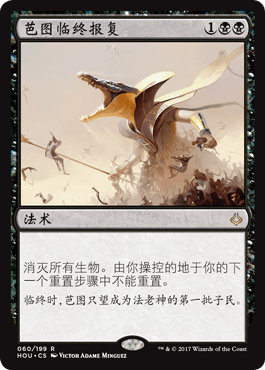 芭图临终报复 1
法术
消灭所有生物。由你操控的地于你的下
一个重置步骤中不能重置。
临终时，芭图只望成为法老神的第一批子民。
060/199 R
HOU • CS VICTOR ADAME MINGUEZ
™ & © 2017 Wizards of the Coast